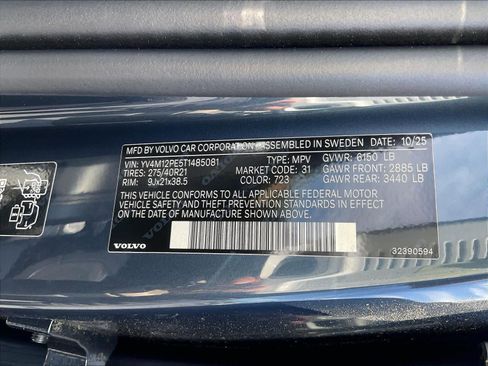 MFD BY VOLVO CAR CORPORATION ASSEMBLED IN SWEDEN 10/25
VIN: YV4M12PE5T1485081 TYPE: MPV GVWR: 6150 LB
TIRES: 275/40R21 MARKET CODE: 31 GAWR FRONT: 2885 LB
RIM: 9Jx21x38.5 COLOR: 723 GAWR REAR: 3440 LB
THIS VEHICLE CONFORMS TO ALL APPLICABLE FEDERAL MOTOR
VEHICLE SAFETY AND THEFT PREVENTION STANDARDS IN EFFECT
ON THE DATE OF MANUFACTURE SHOWN ABOVE.
VOLVO 32390594